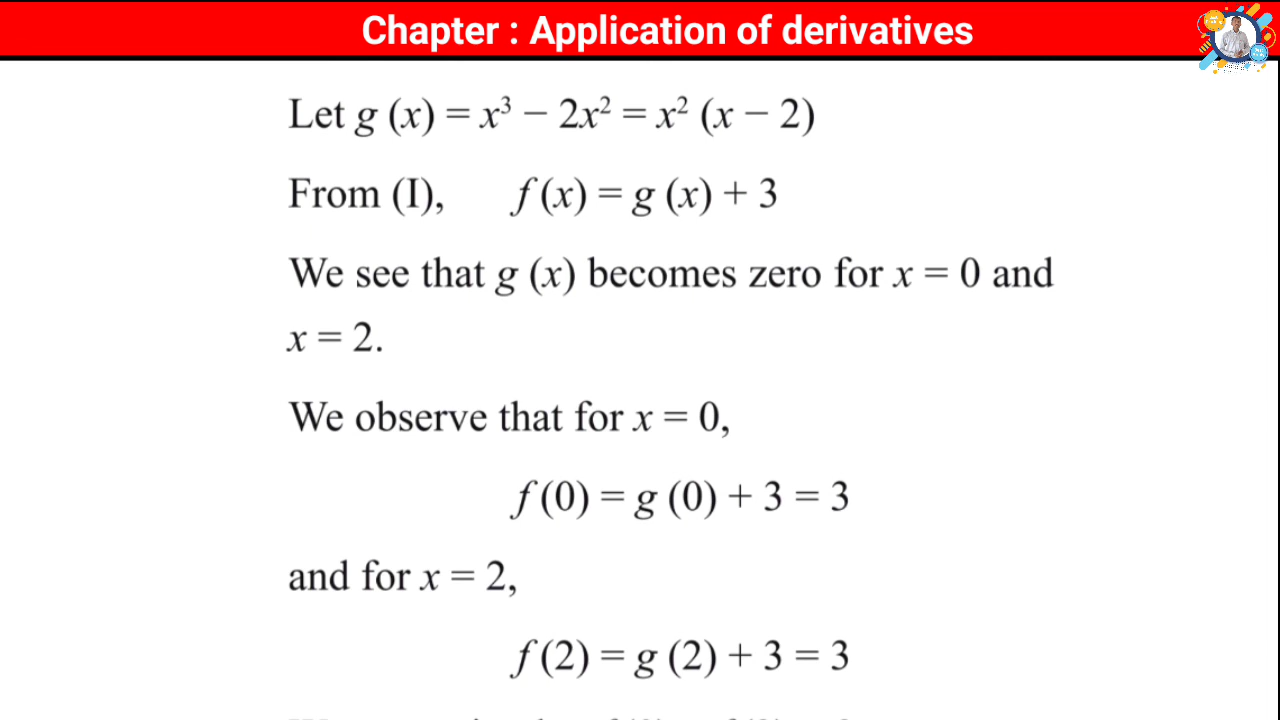 Chapter : Application of derivatives
Let g (x) = x³ – 2x² = x² (x – 2)
From (I), f (x) = g (x) + 3
We see that g (x) becomes zero for x = 0 and
x = 2.
We observe that for x = 0,
f (0) = g (0) + 3 = 3
and for x = 2,
f (2) = g (2) + 3 = 3